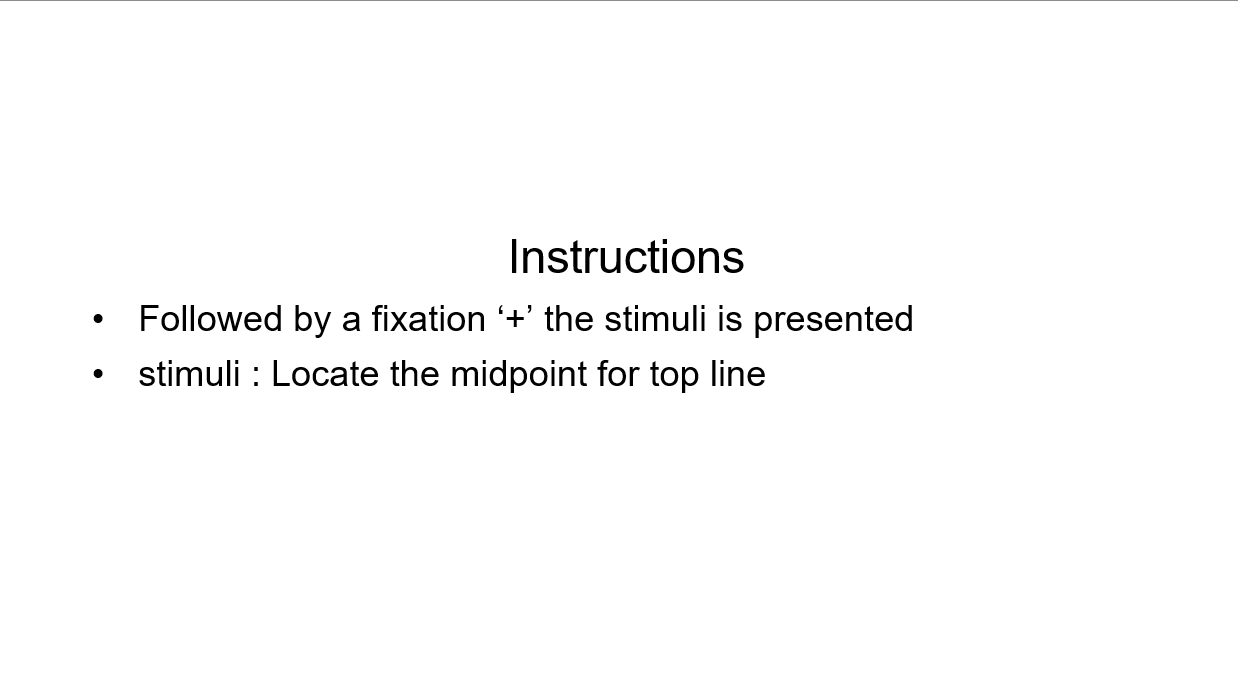 Instructions
• Followed by a fixation ‘+’ the stimuli is presented
• stimuli : Locate the midpoint for top line